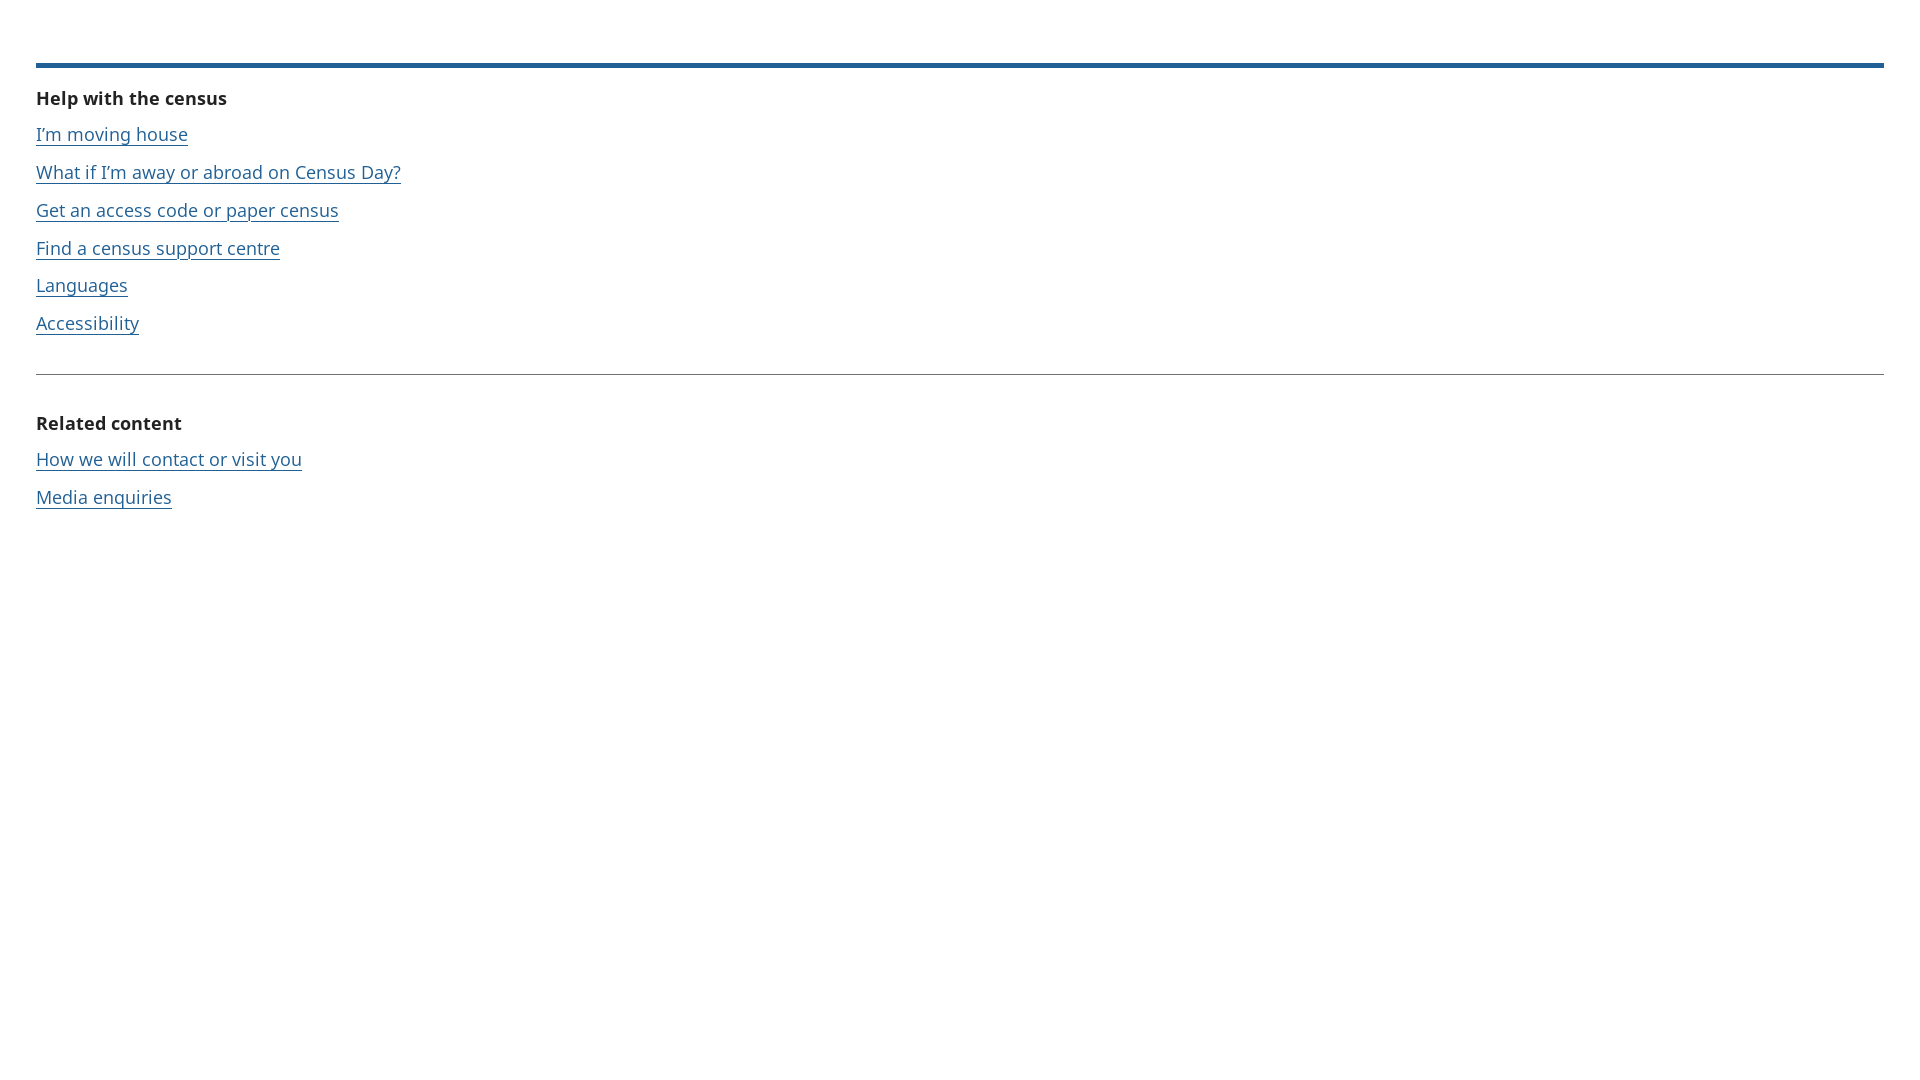 Help with the census
I’m moving house
What if I’m away or abroad on Census Day?
Get an access code or paper census
Find a census support centre
Languages
Accessibility
Related content
How we will contact or visit you
Media enquiries